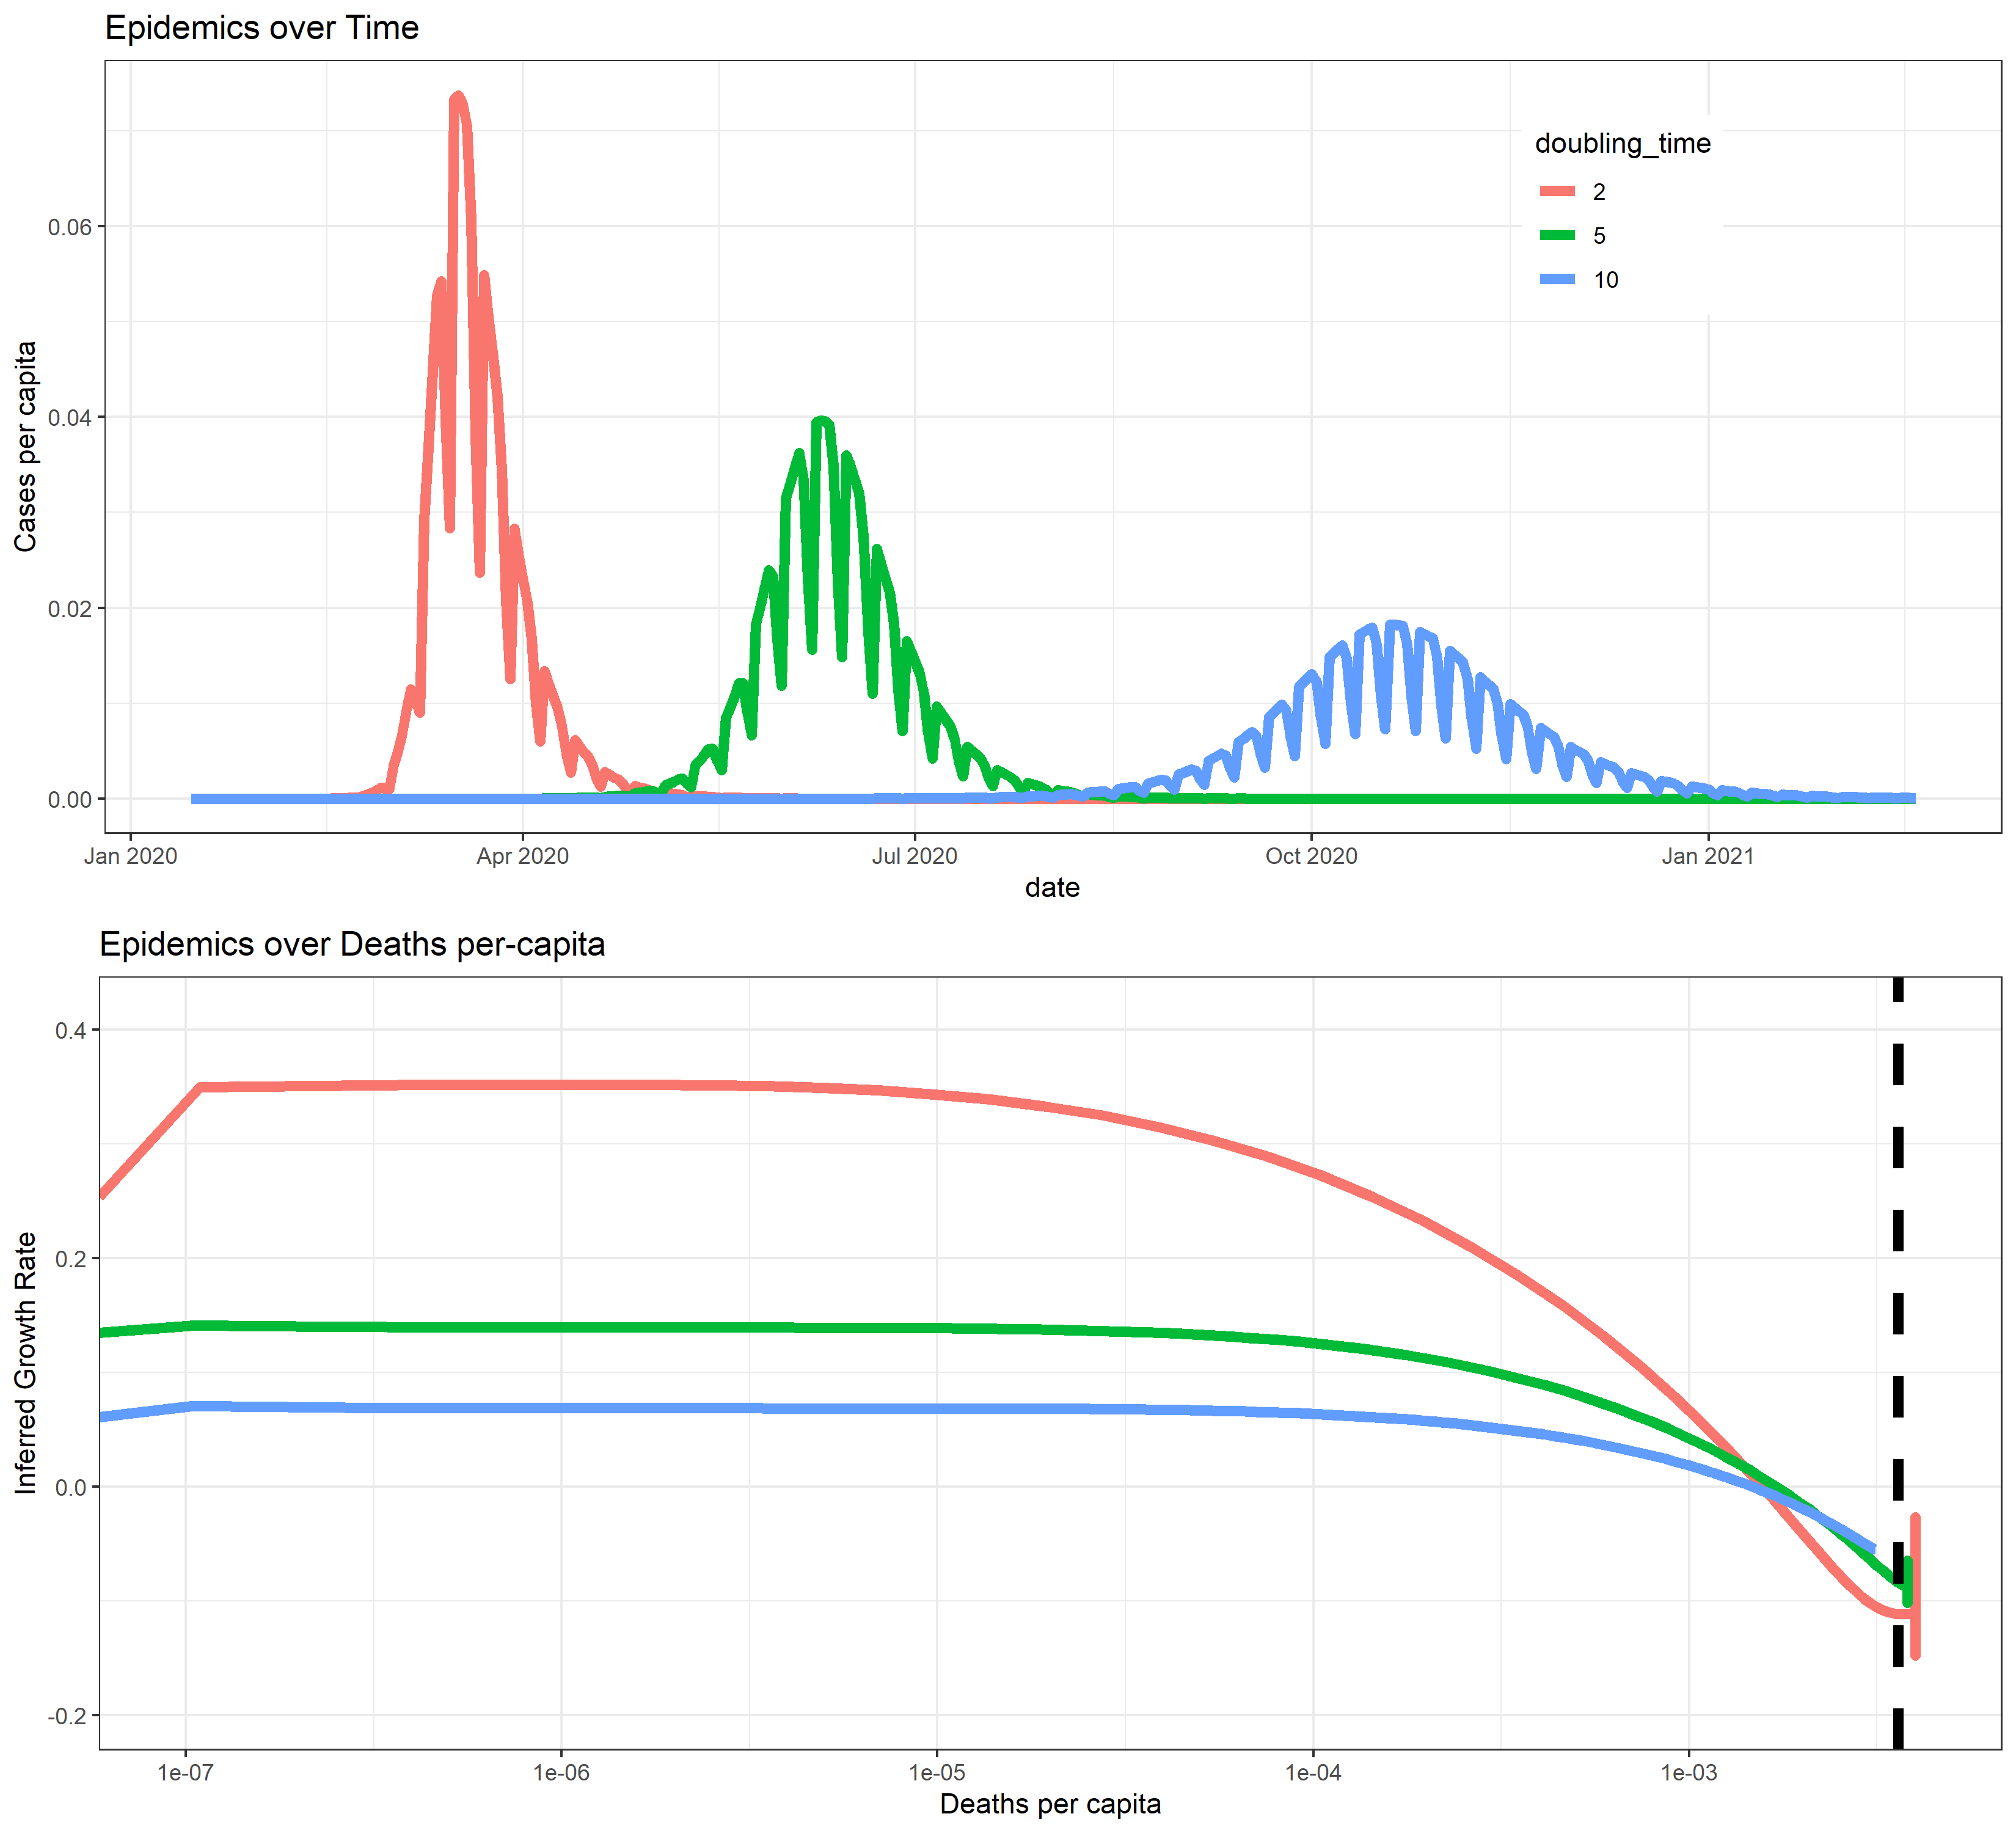 Epidemics over Time
Cases per capita
0.06
0.04
0.02
0.00
doubling_time
2
5
10
Jan 2020
Apr 2020
Jul 2020
Oct 2020
Jan 2021
date
Epidemics over Deaths per-capita
Inferred Growth Rate
0.4
0.2
0.0
-0.2
1e-07
1e-06
1e-05
1e-04
1e-03
Deaths per capita